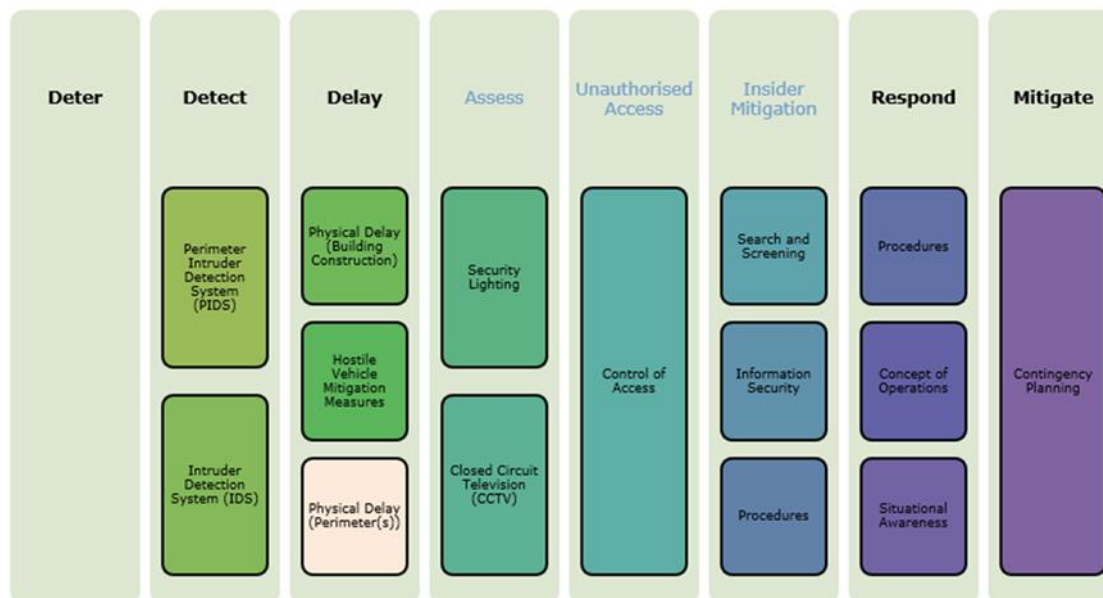 Deter
Detect
Delay
Assess
Unauthorised
Access
Insider
Mitigation
Respond
Mitigate
Perimeter
Intruder
Detection
System
(PIDS)
Intruder
Detection
System (IDS)
Physical Delay
(Building
Construction)
Hostile
Vehicle
Mitigation
Measures
Physical Delay
(Perimeter(s))
Security
Lighting
Closed Circuit
Television
(CCTV)
Control of
Access
Search and
Screening
Information
Security
Procedures
Procedures
Concept of
Operations
Situational
Awareness
Contingency
Planning